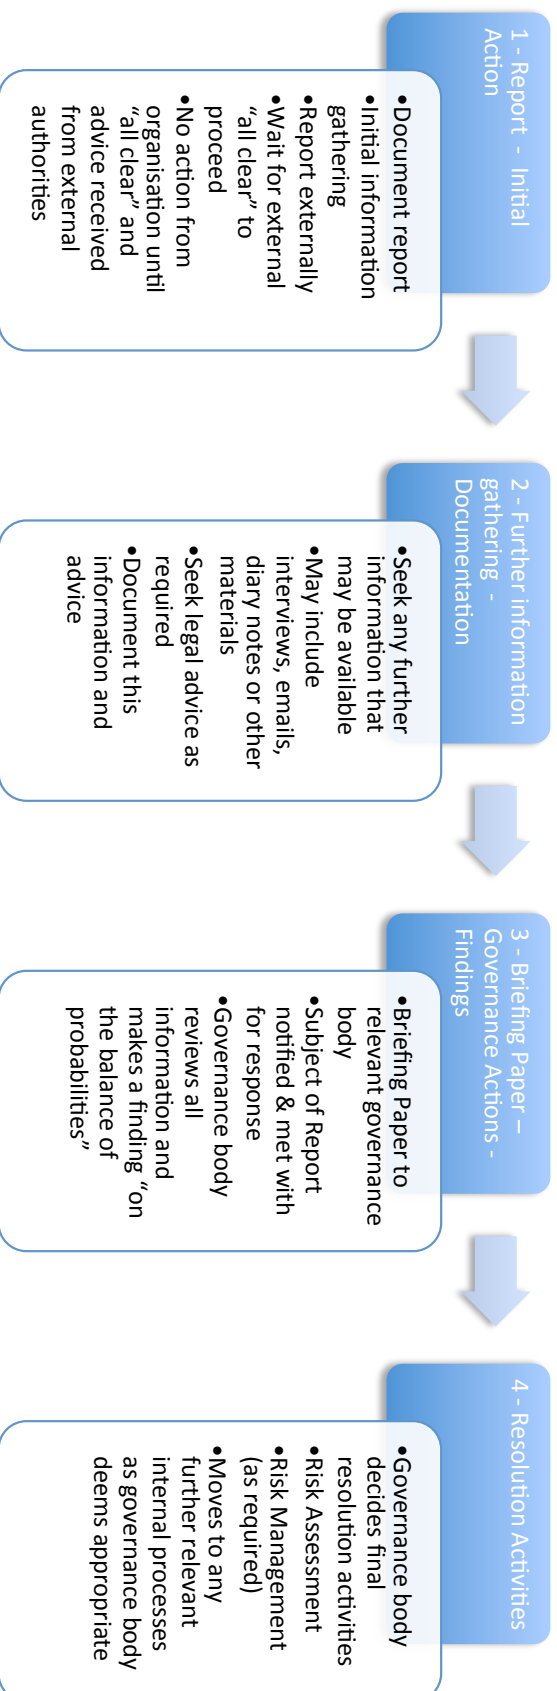 1 - Report - Initial
Action
•Document report
•Initial information
gathering
•Report externally
•Wait for external
“all clear” to
proceed
•No action from
organisation until
“all clear” and
advice received
from external
authorities
2 - Further information
gathering -
Documentation
•Seek any further
information that
may be available
•May include
interviews, emails,
diary notes or other
materials
•Seek legal advice as
required
•Document this
information and
advice
3 - Briefing Paper –
Governance Actions -
Findings
•Briefing Paper to
relevant governance
body
•Subject of Report
notified & met with
for response
•Governance body
reviews all
information and
makes a finding “on
the balance of
probabilities”
4 - Resolution Activities
•Governance body
decides final
resolution activities
•Risk Assessment
•Risk Management
(as required)
•Moves to any
further relevant
internal processes
as governance body
deems appropriate